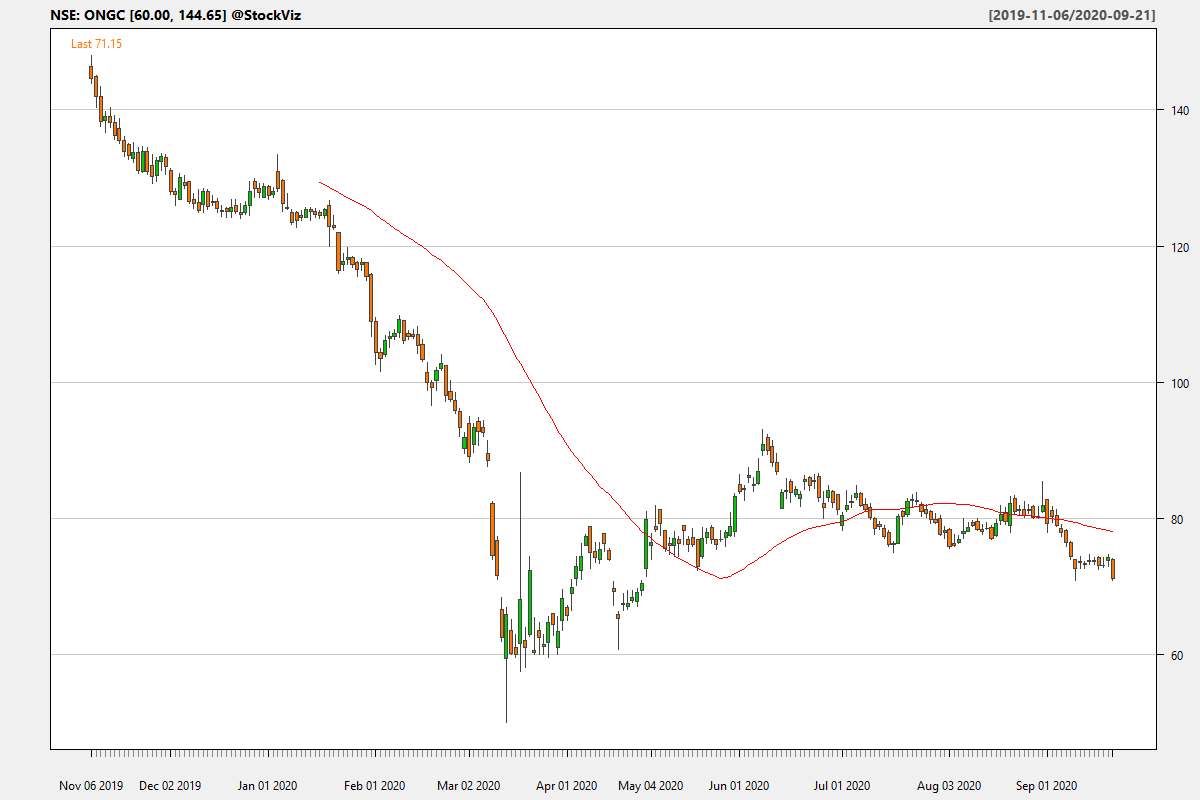 NSE: ONGC [60.00, 144.65] @StockViz [2019-11-06/2020-09-21]
Last 71.15
140
120
100
80
60
Nov 06 2019 Dec 02 2019 Jan 01 2020 Feb 01 2020 Mar 02 2020 Apr 01 2020 May 04 2020 Jun 01 2020 Jul 01 2020 Aug 03 2020 Sep 01 2020